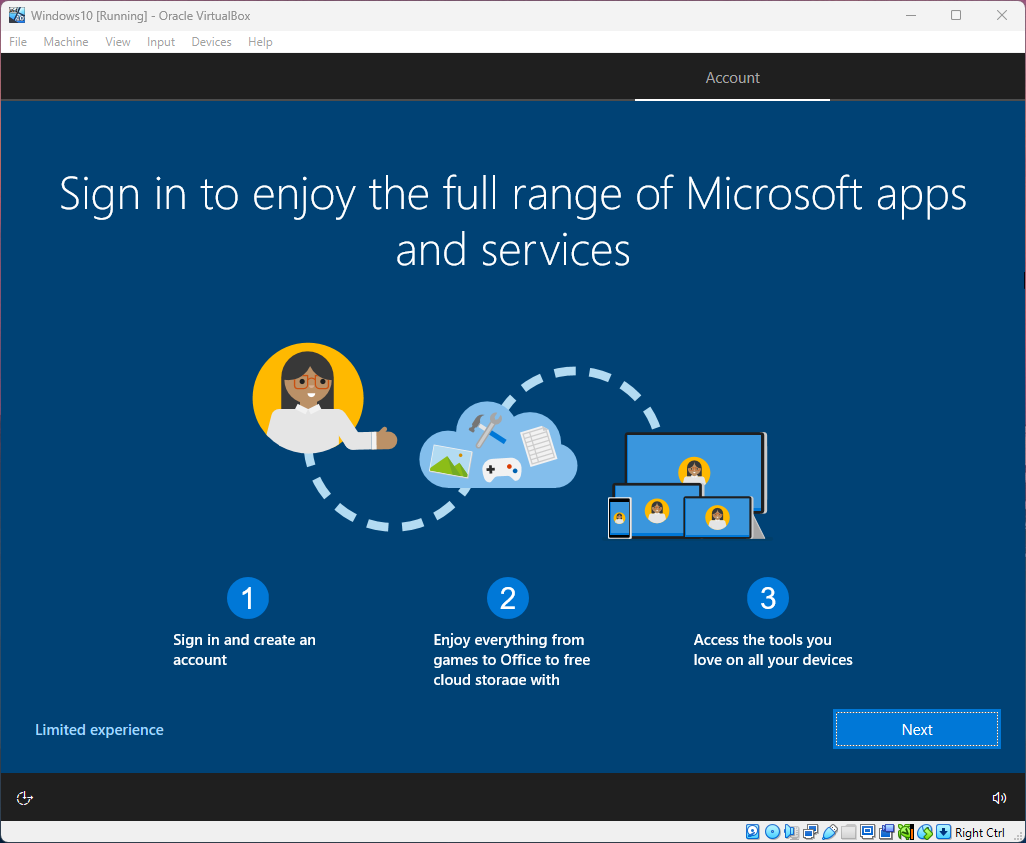 Windows10 [Running] - Oracle VirtualBox
File Machine View Input Devices Help
Account
Sign in to enjoy the full range of Microsoft apps
and services
1
Sign in and create an
account
2
Enjoy everything from
games to Office to free
cloud storage with
3
Access the tools you
love on all your devices
Limited experience
Next
Right Ctrl